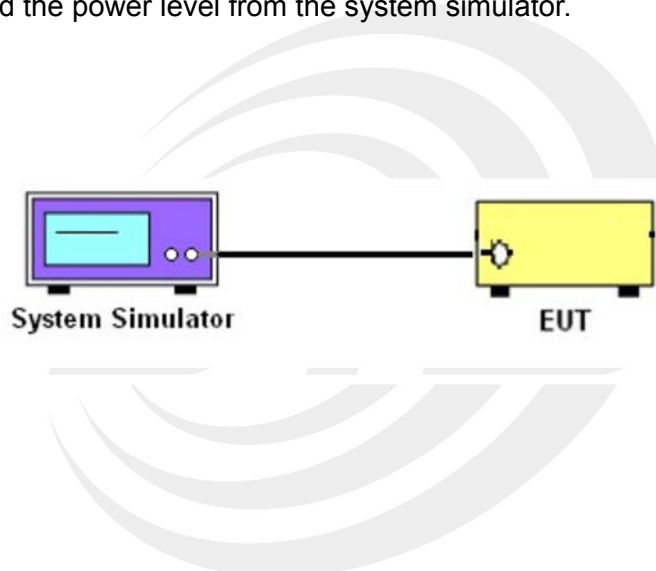 d the power level from the system simulator.
System Simulator
EUT